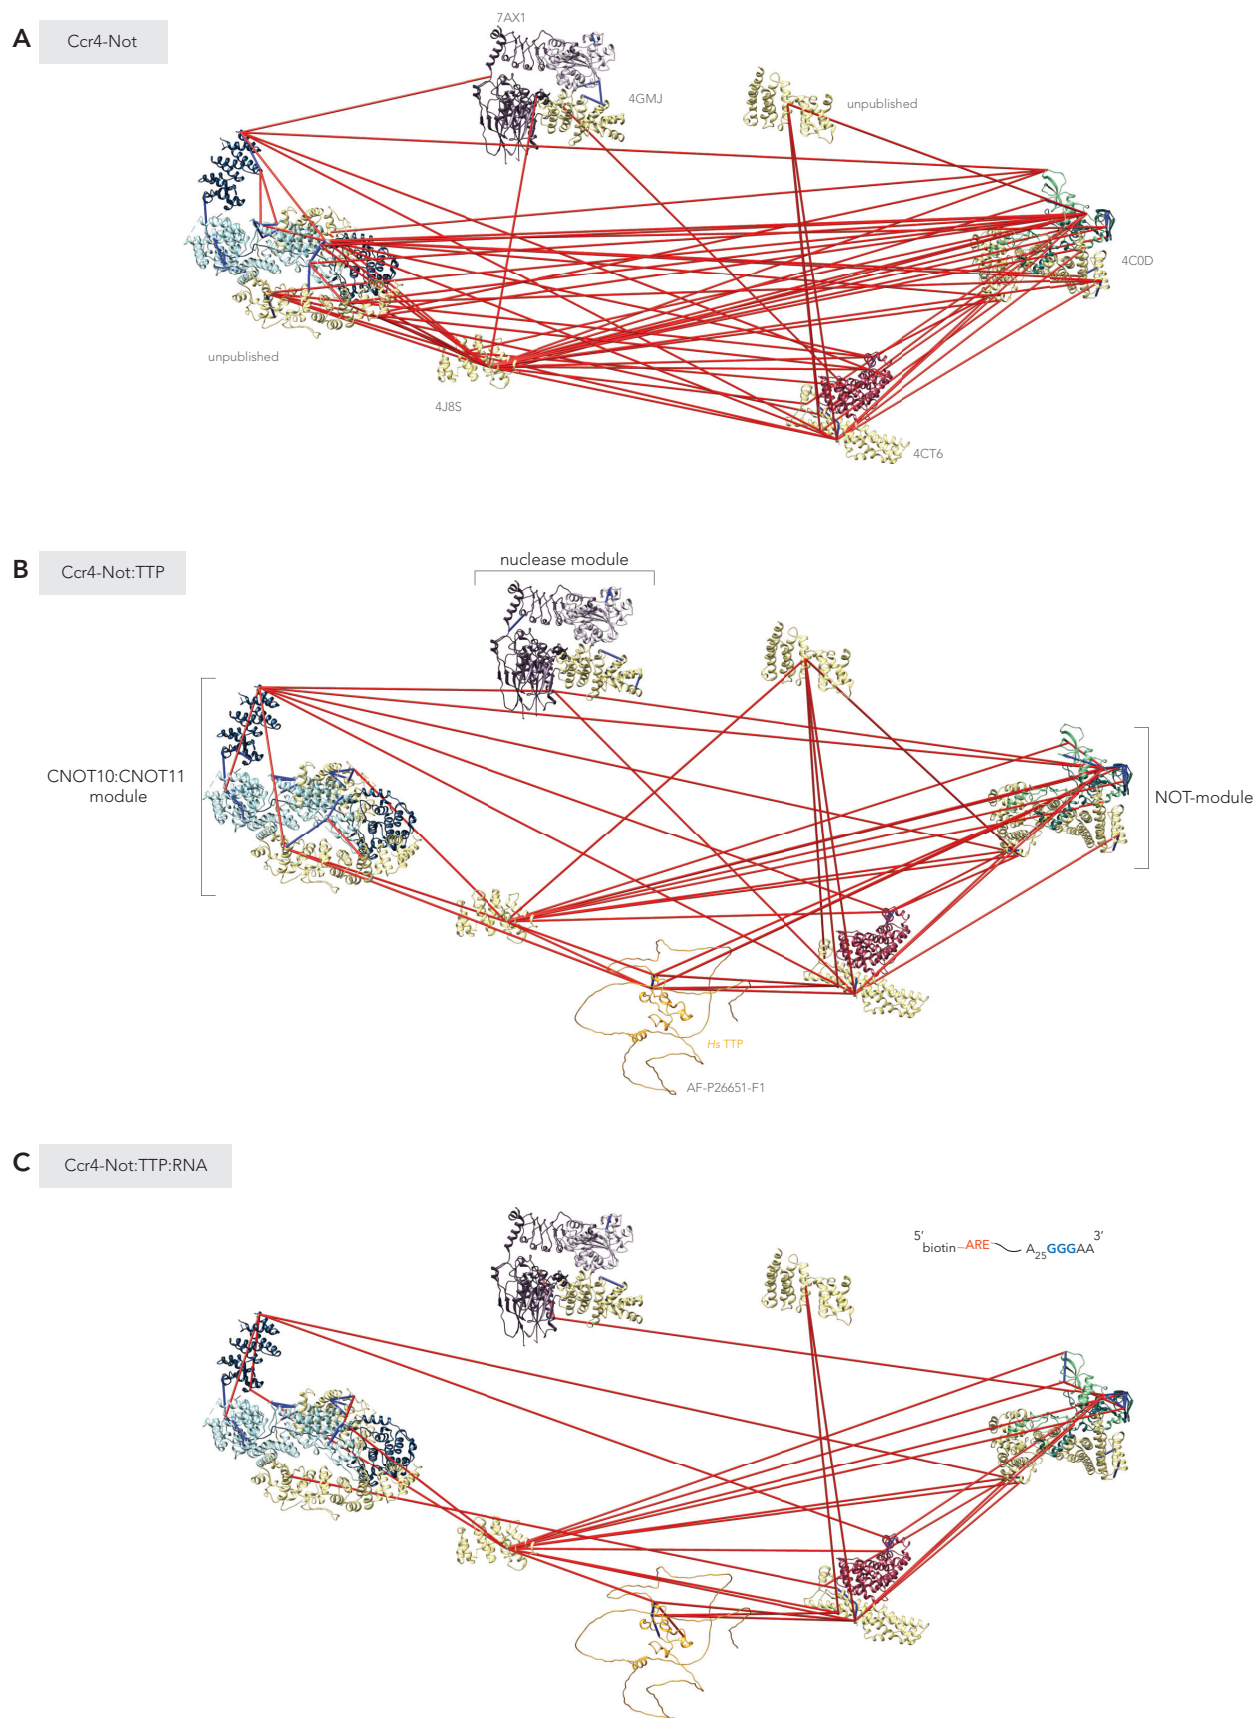 A
Ccr4-Not
7AX1
4GMJ
unpublished
4C0D
unpublished
4J8S
4CT6
B
Ccr4-Not:TTP
nuclease module
CNOT10:CNOT11
module
NOT-module
Hs TTP
AF-P26651-F1
C
Ccr4-Not:TTP:RNA
5′ biotin ARE A25GGGAA 3′